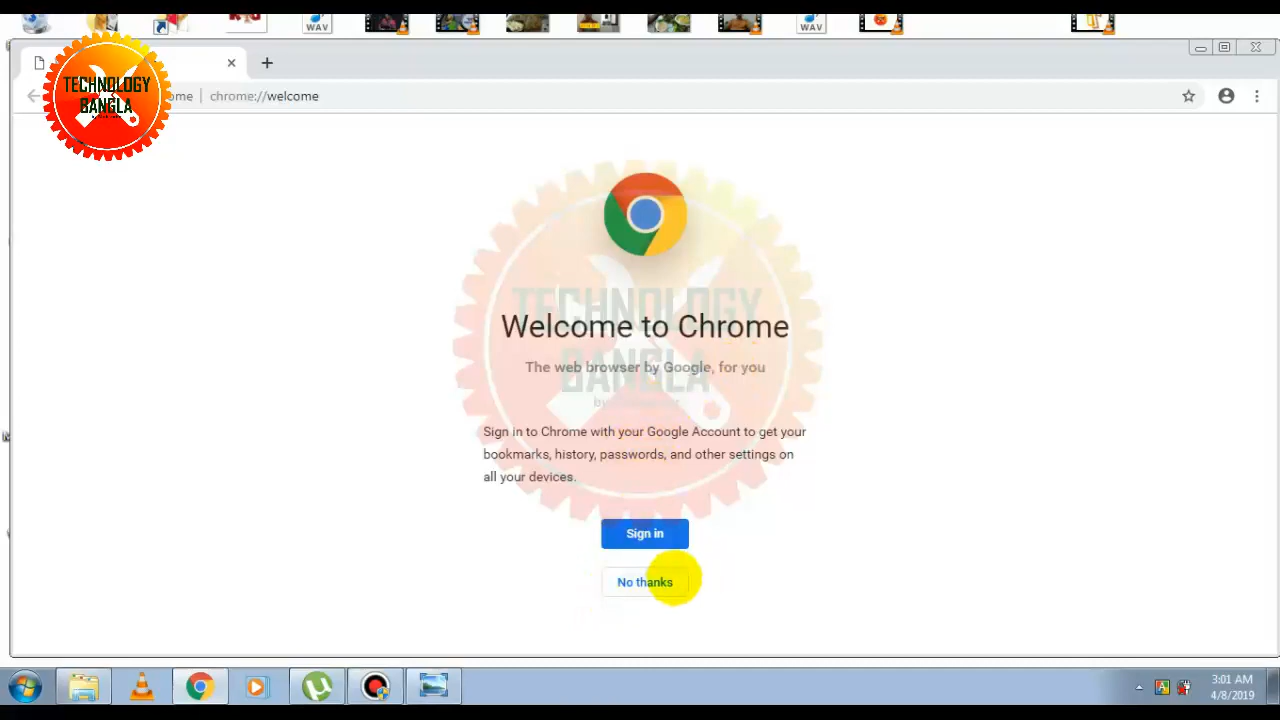 WAV
WAV
TECHNOLOGY
BANGLA
chrome://welcome
TECHNOLOGY
BANGLA
Welcome to Chrome
The web browser by Google, for you
Sign in to Chrome with your Google Account to get your
bookmarks, history, passwords, and other settings on
all your devices.
Sign in
No thanks
3:01 AM
4/8/2019